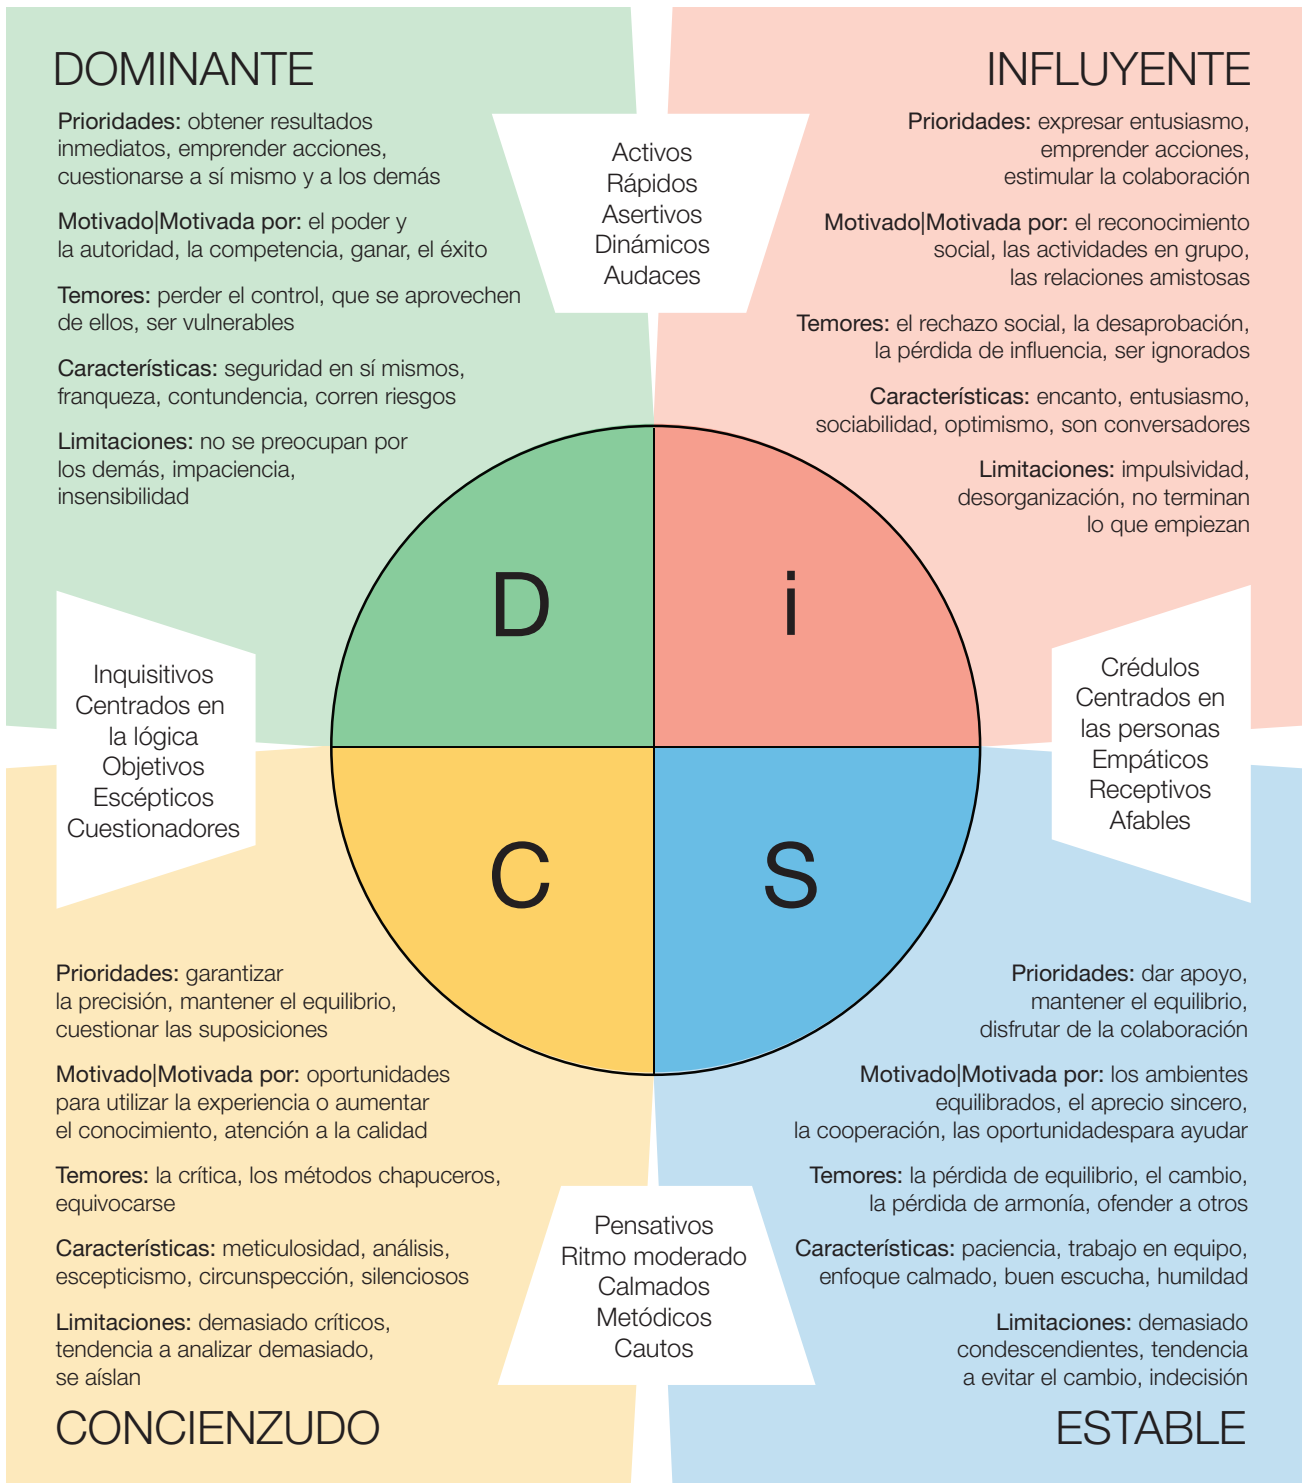 DOMINANTE
Prioridades: obtener resultados
inmediatos, emprender acciones,
cuestionarse a sí mismo y a los demás
Motivado|Motivada por: el poder y
la autoridad, la competencia, ganar, el éxito
Temores: perder el control, que se aprovechen
de ellos, ser vulnerables
Características: seguridad en sí mismos,
franqueza, contundencia, corren riesgos
Limitaciones: no se preocupan por
los demás, impaciencia,
insensibilidad
Activos
Rápidos
Asertivos
Dinámicos
Audaces
INFLUYENTE
Prioridades: expresar entusiasmo,
emprender acciones,
estimular la colaboración
Motivado|Motivada por: el reconocimiento
social, las actividades en grupo,
las relaciones amistosas
Temores: el rechazo social, la desaprobación,
la pérdida de influencia, ser ignorados
Características: encanto, entusiasmo,
sociabilidad, optimismo, son conversadores
Limitaciones: impulsividad,
desorganización, no terminan
lo que empiezan
D
i
Inquisitivos
Centrados en
la lógica
Objetivos
Escépticos
Cuestionadores
Crédulos
Centrados en
las personas
Empáticos
Receptivos
Afables
C
S
Prioridades: garantizar
la precisión, mantener el equilibrio,
cuestionar las suposiciones
Motivado|Motivada por: oportunidades
para utilizar la experiencia o aumentar
el conocimiento, atención a la calidad
Temores: la crítica, los métodos chapuceros,
equivocarse
Características: meticulosidad, análisis,
escepticismo, circunspección, silenciosos
Limitaciones: demasiado críticos,
tendencia a analizar demasiado,
se aíslan
CONCIENZUDO
Pensativos
Ritmo moderado
Calmados
Metódicos
Cautos
Prioridades: dar apoyo,
mantener el equilibrio,
disfrutar de la colaboración
Motivado|Motivada por: los ambientes
equilibrados, el aprecio sincero,
la cooperación, las oportunidadespara ayudar
Temores: la pérdida de equilibrio, el cambio,
la pérdida de armonía, ofender a otros
Características: paciencia, trabajo en equipo,
enfoque calmado, buen escucha, humildad
Limitaciones: demasiado
condescendientes, tendencia
a evitar el cambio, indecisión
ESTABLE